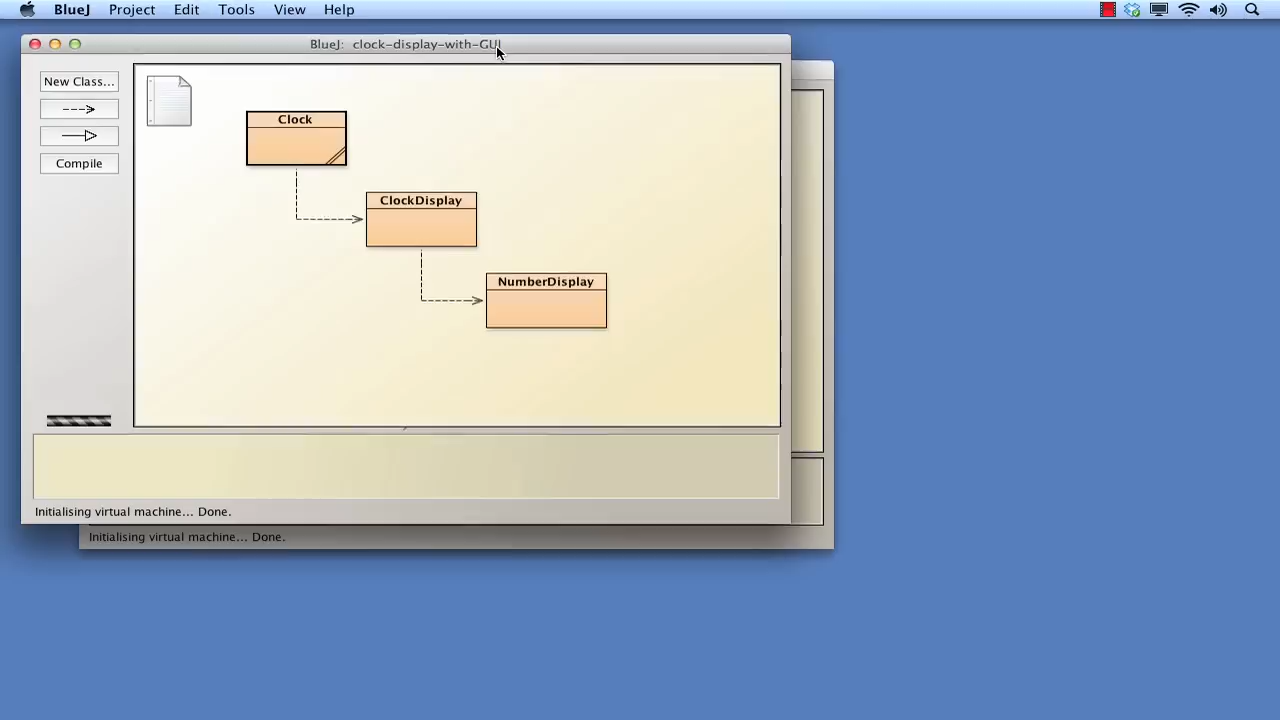 BlueJ Project Edit Tools View Help
BlueJ: clock-display-with-GUI
New Class...
Compile
Clock
ClockDisplay
NumberDisplay
Initialising virtual machine... Done.
Initialising virtual machine... Done.